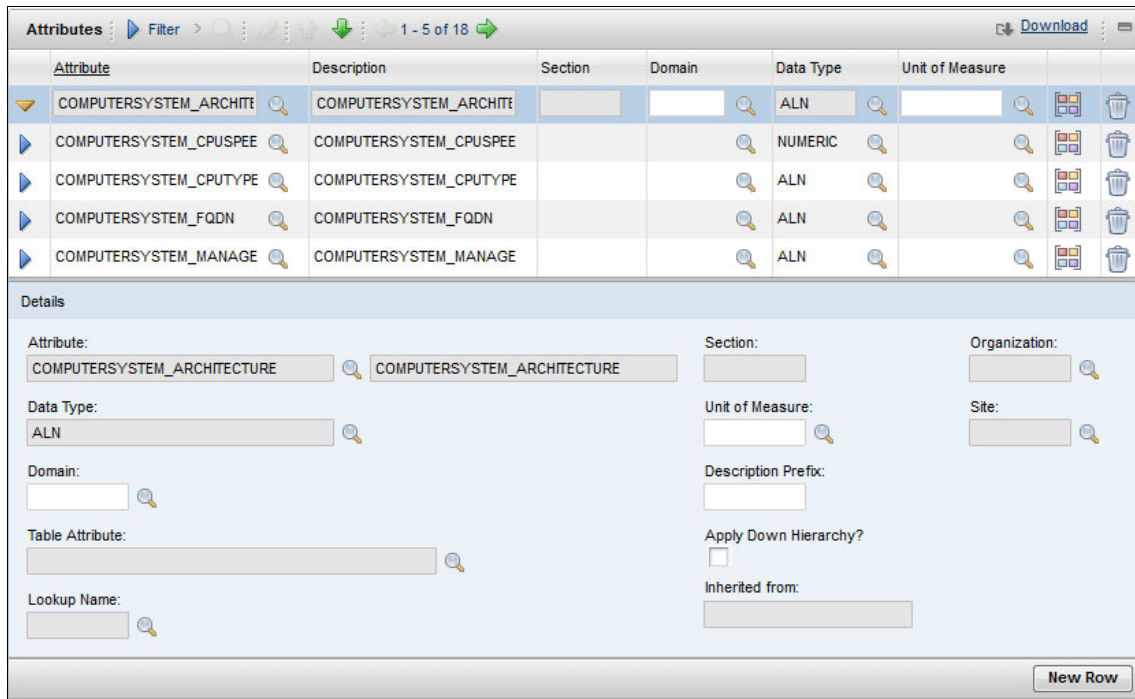 Attributes Filter > 1 - 5 of 18 Download
Attribute Description Section Domain Data Type Unit of Measure
COMPUTERSYSTEM_ARCHITE COMPUTERSYSTEM_ARCHITE ALN
COMPUTERSYSTEM_CPUSPEE COMPUTERSYSTEM_CPUSPEE NUMERIC
COMPUTERSYSTEM_CPUTYPE COMPUTERSYSTEM_CPUTYPE ALN
COMPUTERSYSTEM_FQDN COMPUTERSYSTEM_FQDN ALN
COMPUTERSYSTEM_MANAGE COMPUTERSYSTEM_MANAGE ALN
Details
Attribute: Section: Organization:
COMPUTERSYSTEM_ARCHITECTURE COMPUTERSYSTEM_ARCHITECTURE
Data Type: Unit of Measure: Site:
ALN
Domain: Description Prefix:
Table Attribute: Apply Down Hierarchy?
Inherited from:
Lookup Name:
New Row